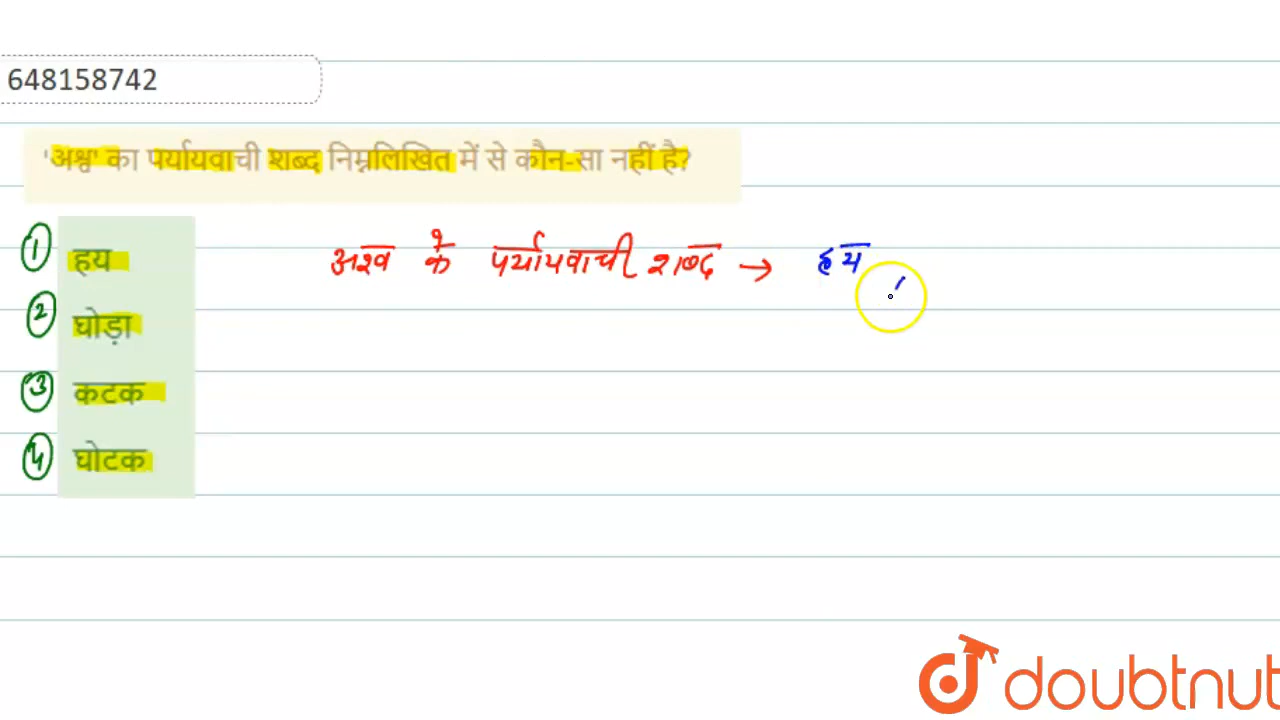 648158742
'अश्व' का पर्यायवाची शब्द निम्नलिखित में से कौन-सा नहीं है?
1 हय
2 घोड़ा
3 कटक
4 घोटक
अश्व के पर्यायवाची शब्द → हय,
doubtnut